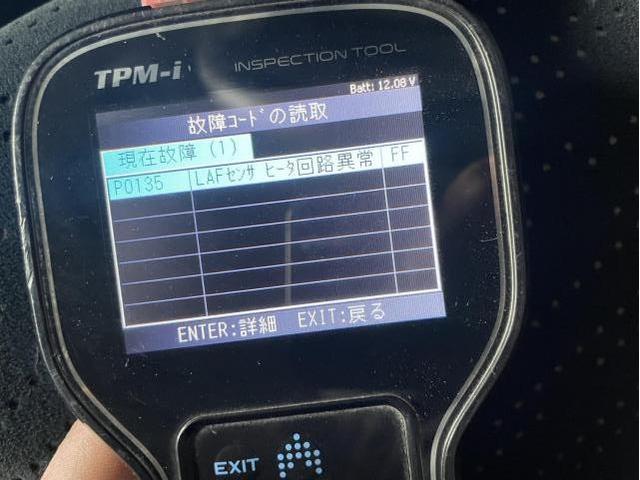 TPM-i INSPECTION TOOL
Batt: 12.08 V
故障ｺｰﾄﾞの読取
現在故障 (1)
P0135 LAFｾﾝｻ ﾋｰﾀ回路異常 FF
ENTER:詳細 EXIT:戻る
EXIT